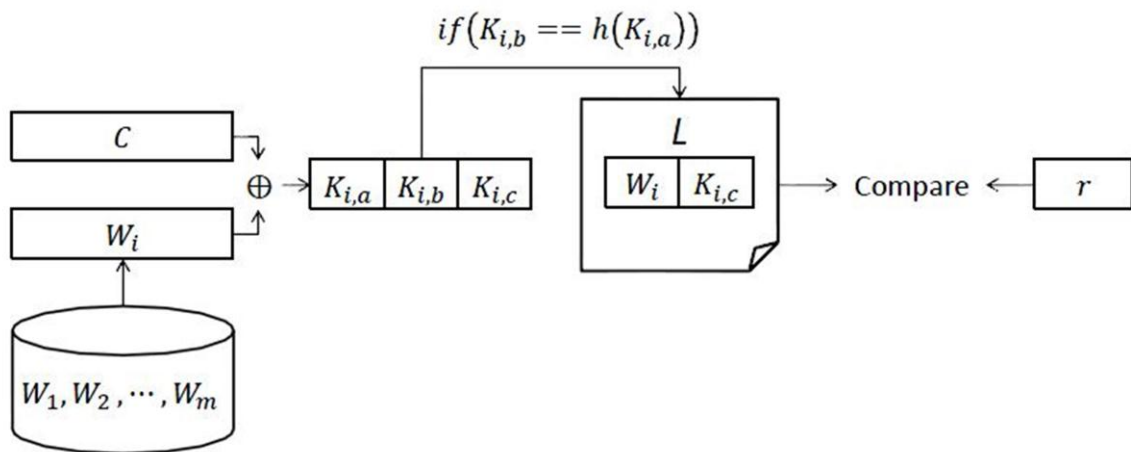 if(K_{i,b} == h(K_{i,a}))
C
L
⊕
K_{i,a} K_{i,b} K_{i,c}
W_i K_{i,c}
Compare
r
W_i
W_1, W_2 , ⋯, W_m